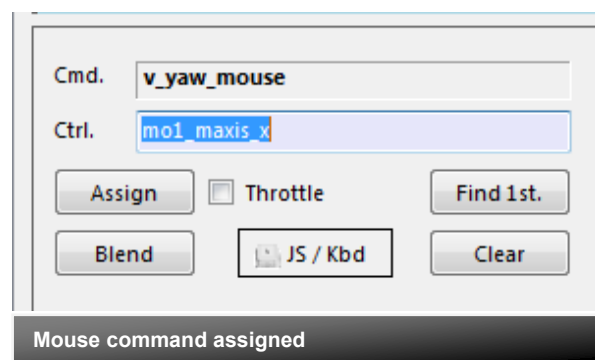 Cmd. v_yaw_mouse
Ctrl. mo1_maxis_x
Assign Throttle Find 1st.
Blend JS / Kbd Clear
Mouse command assigned